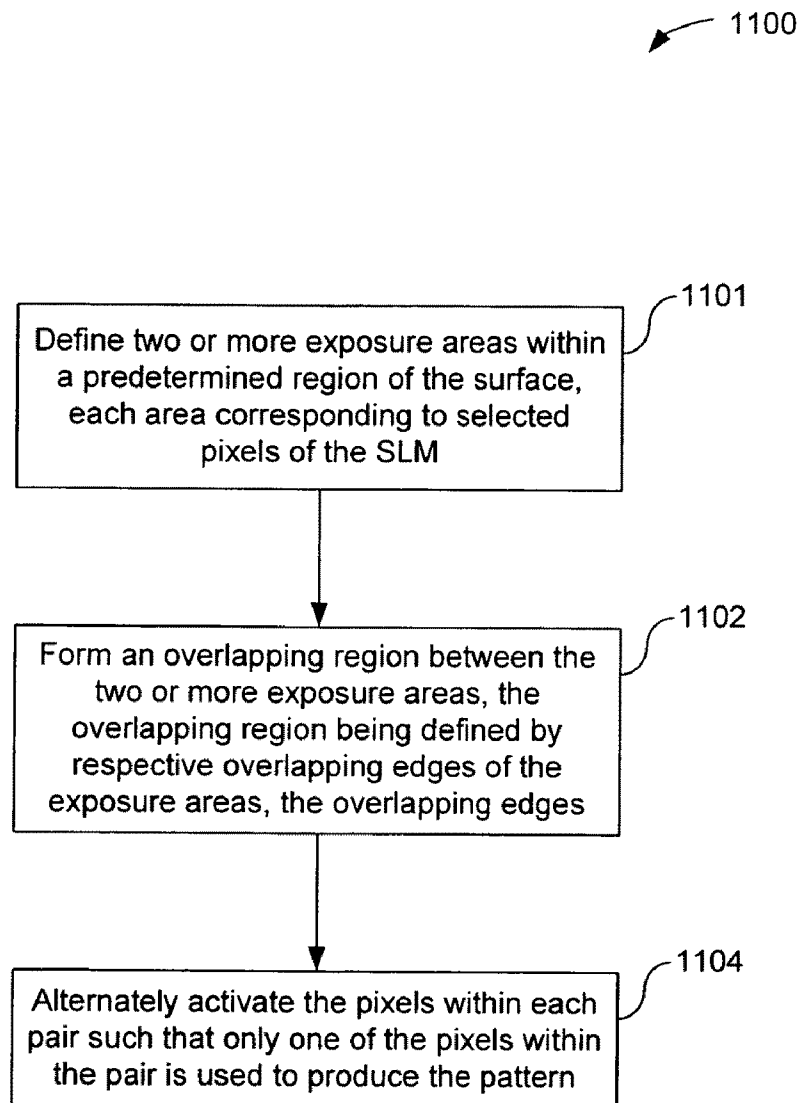 1100
1101
Define two or more exposure areas within
a predetermined region of the surface,
each area corresponding to selected
pixels of the SLM
1102
Form an overlapping region between the
two or more exposure areas, the
overlapping region being defined by
respective overlapping edges of the
exposure areas, the overlapping edges
1104
Alternately activate the pixels within each
pair such that only one of the pixels within
the pair is used to produce the pattern